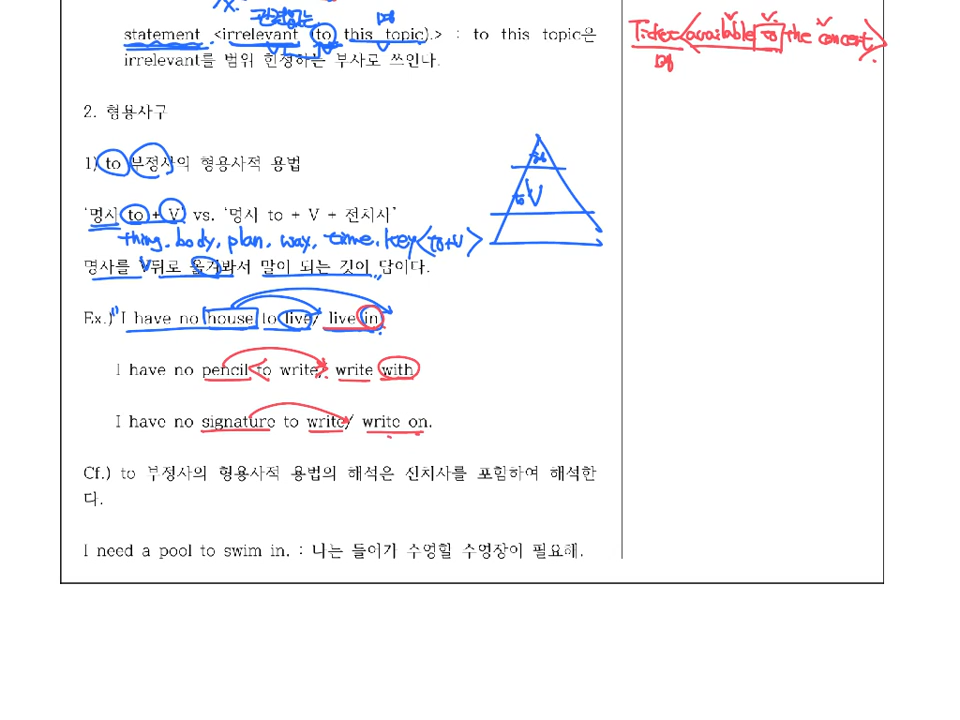 관련있는
statement <irrelevant (to this topic).> : to this topic은
irrelevant를 범위 한정하는 부사로 쓰인다.
Ticket <available to the concert>
2. 형용사구
1) to 부정사의 형용사적 용법
'명사 to + V' vs. '명사 to + V + 전치사'
thing, body, plan, way, time, key <to+V>
to V
명사를 V뒤로 옮겨봐서 말이 되는 것이 답이다.
Ex.) I have no house to live/ live in.
I have no pencil to write/ write with
I have no signature to write/ write on.
Cf.) to 부정사의 형용사적 용법의 해석은 전치사를 포함하여 해석한
다.
I need a pool to swim in. : 나는 들어가 수영할 수영장이 필요해.